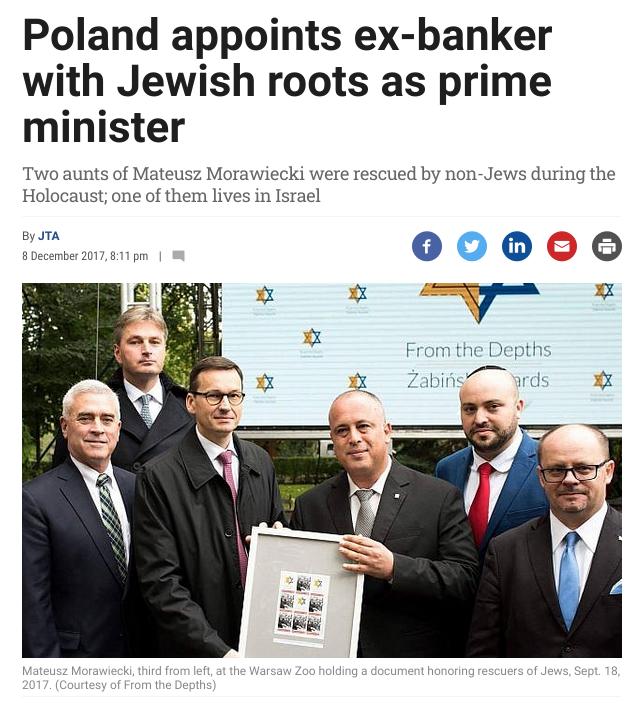 Poland appoints ex-banker
with Jewish roots as prime
minister
Two aunts of Mateusz Morawiecki were rescued by non-Jews during the
Holocaust; one of them lives in Israel
By JTA
8 December 2017, 8:11 pm |
f
in
From the Depths
Mateusz Morawiecki, third from left, at the Warsaw Zoo holding a document honoring rescuers of Jews, Sept. 18,
2017. (Courtesy of From the Depths)